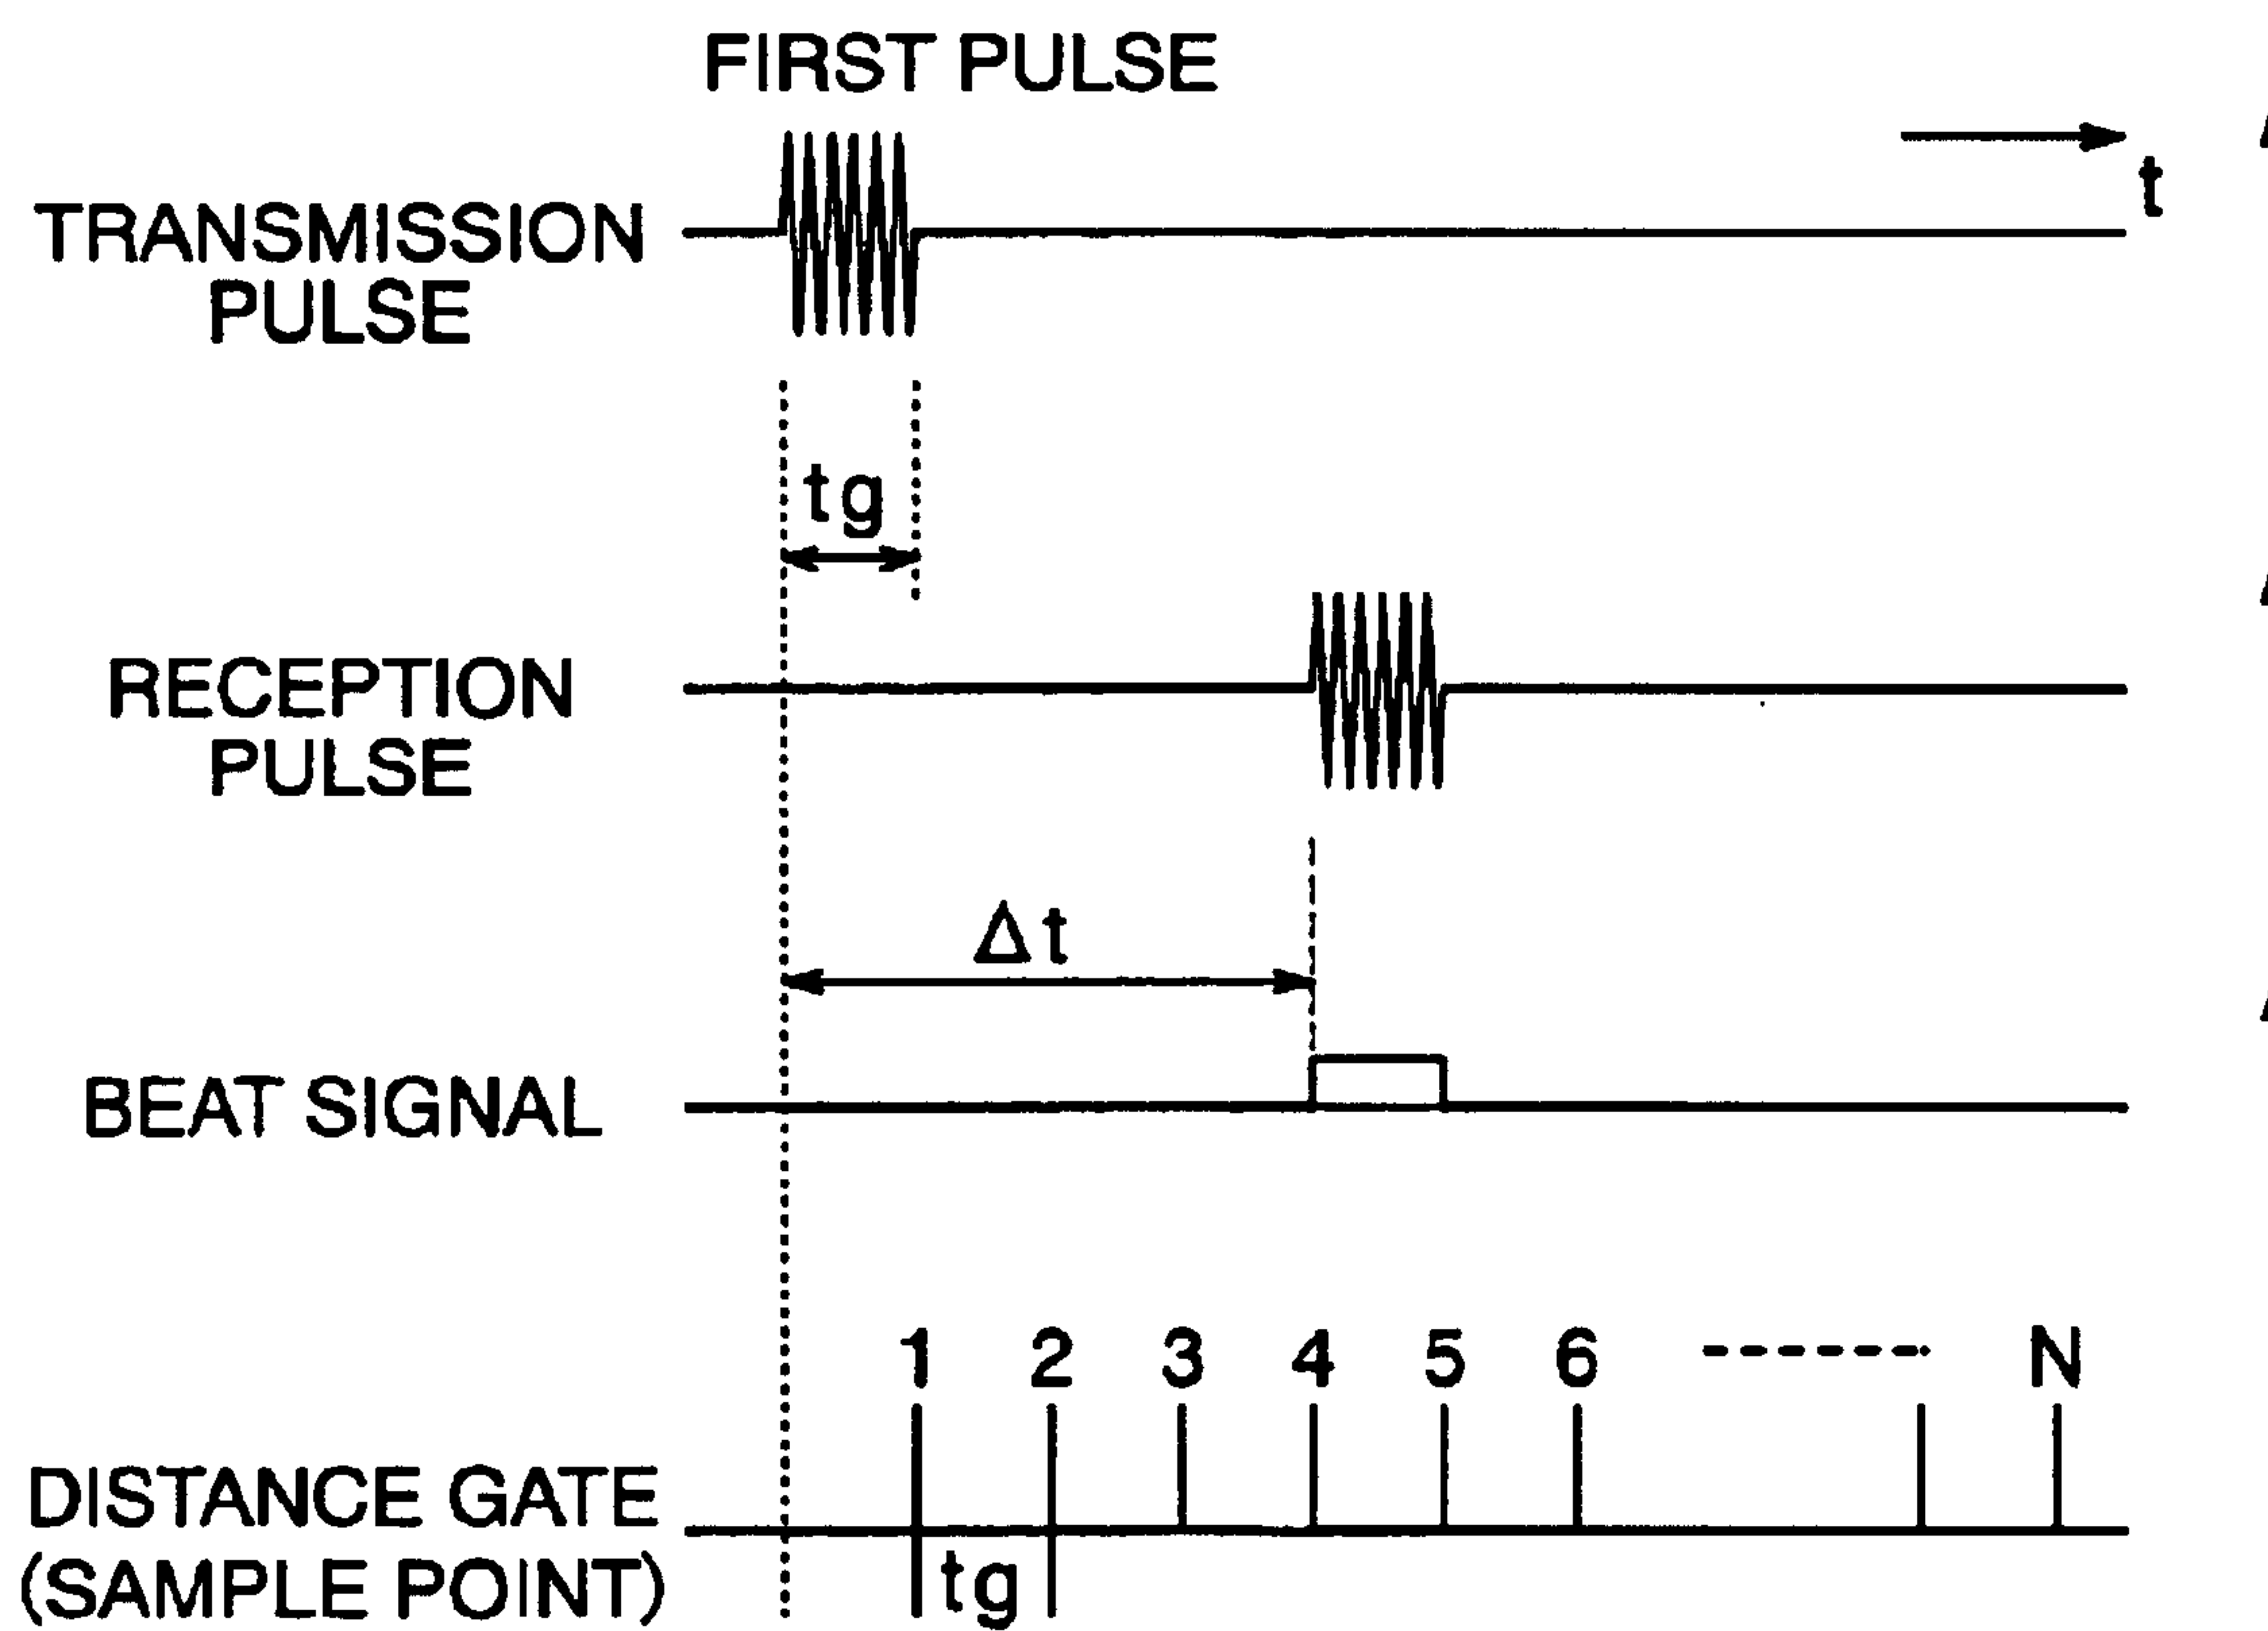 FIRST PULSE
t
TRANSMISSION
PULSE
tg
RECEPTION
PULSE
Δt
BEAT SIGNAL
1 2 3 4 5 6 ------ N
DISTANCE GATE
(SAMPLE POINT)
tg